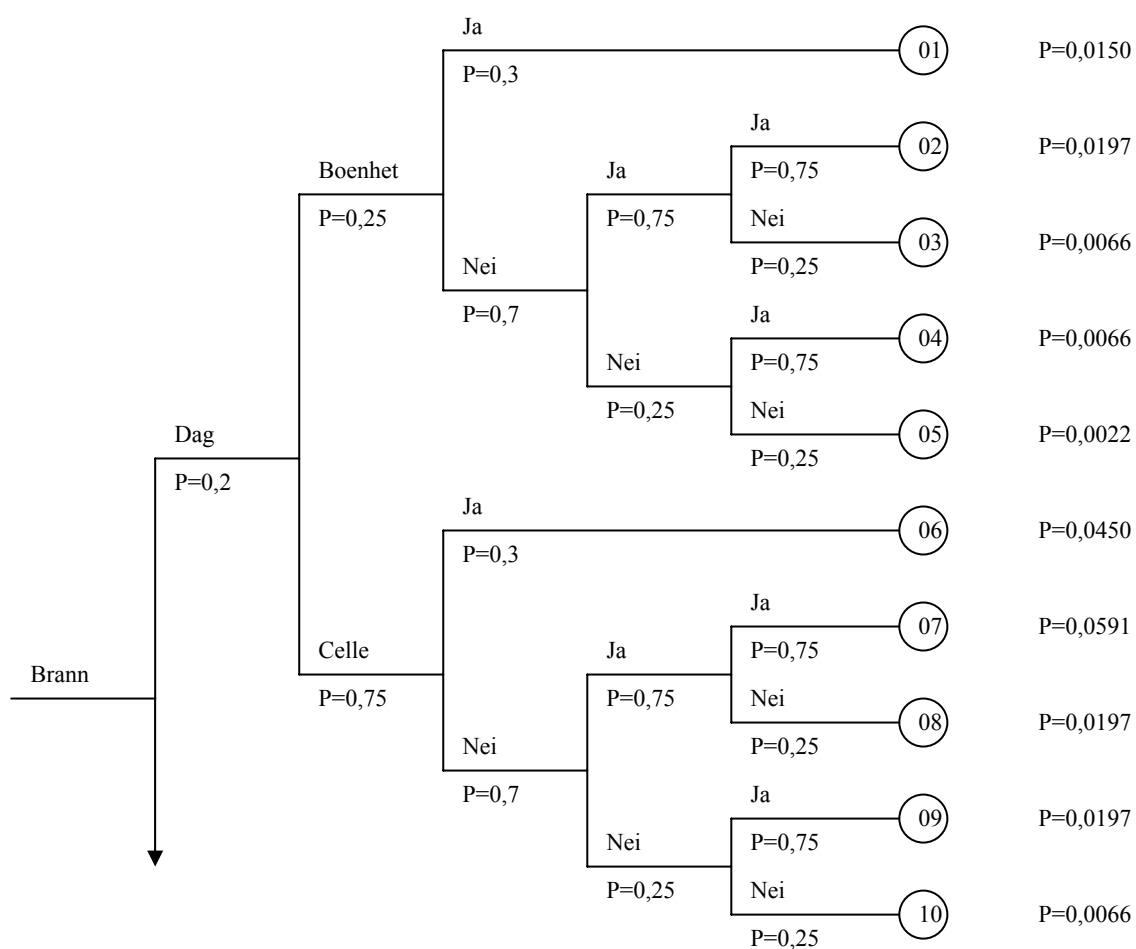 Ja
P=0,3
01 P=0,0150
Ja
P=0,75
02 P=0,0197
Boenhet
P=0,25
Ja
P=0,75
Nei
P=0,25
03 P=0,0066
Nei
P=0,7
Ja
P=0,75
04 P=0,0066
Nei
P=0,25
Nei
P=0,25
05 P=0,0022
Dag
P=0,2
Ja
P=0,3
06 P=0,0450
Ja
P=0,75
07 P=0,0591
Brann
Celle
P=0,75
Ja
P=0,75
Nei
P=0,25
08 P=0,0197
Nei
P=0,7
Ja
P=0,75
09 P=0,0197
Nei
P=0,25
Nei
P=0,25
10 P=0,0066